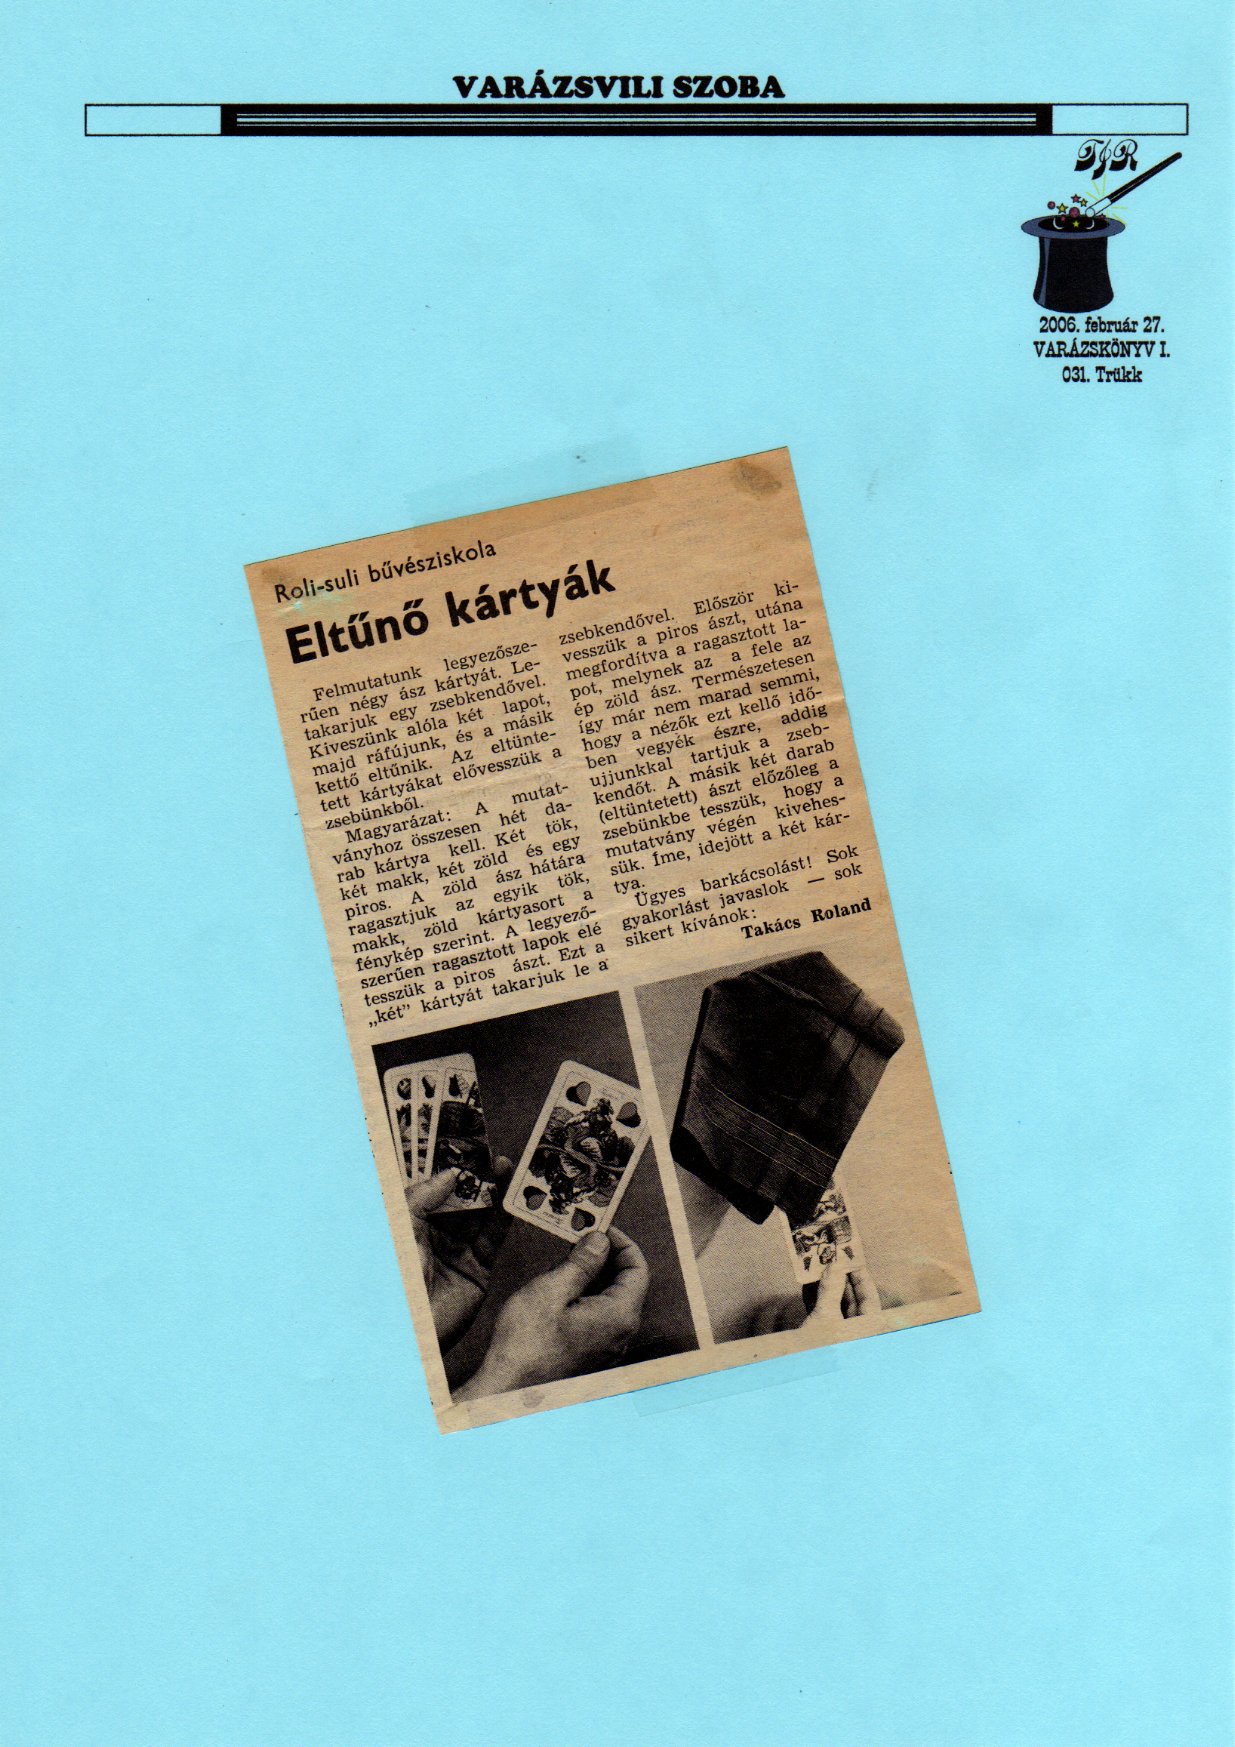 VARÁZSVILI SZOBA
TJR
2006. február 27.
VARÁZSKÖNYV I.
031. Trükk
Roli-suli bűvésziskola
Eltűnő kártyák
Felmutatunk legyezősze-
rűen négy ász kártyát. Le-
takarjuk egy zsebkendővel.
Kiveszünk alóla két lapot,
majd ráfújunk, és a másik
kettő eltűnik. Az eltünte-
tett kártyákat elővesszük a
zsebünkből.
Magyarázat: A mutat-
ványhoz összesen hét da-
rab kártya kell. Két tök,
két makk, két zöld és egy
piros. A zöld ász hátára
ragasztjuk az egyik tök,
makk, zöld kártyasort a
fénykép szerint. A legyező-
szerűen ragasztott lapok elé
tesszük a piros ászt. Ezt a
„két” kártyát takarjuk le a
zsebkendővel. Először ki-
vesszük a piros ászt, utána
megfordítva a ragasztott la-
pot, melynek az a fele az
ép zöld ász. Természetesen
így már nem marad semmi,
hogy a nézők ezt kellő idő-
ben vegyék észre, addig
ujjunkkal tartjuk a zseb-
kendőt. A másik két darab
(eltüntetett) ászt előzőleg a
zsebünkbe tesszük, hogy a
mutatvány végén kivehes-
sük. Íme, idejött a két kár-
tya.
Ügyes barkácsolást! Sok
gyakorlást javaslok — sok
sikert kívánok:
Takács Roland